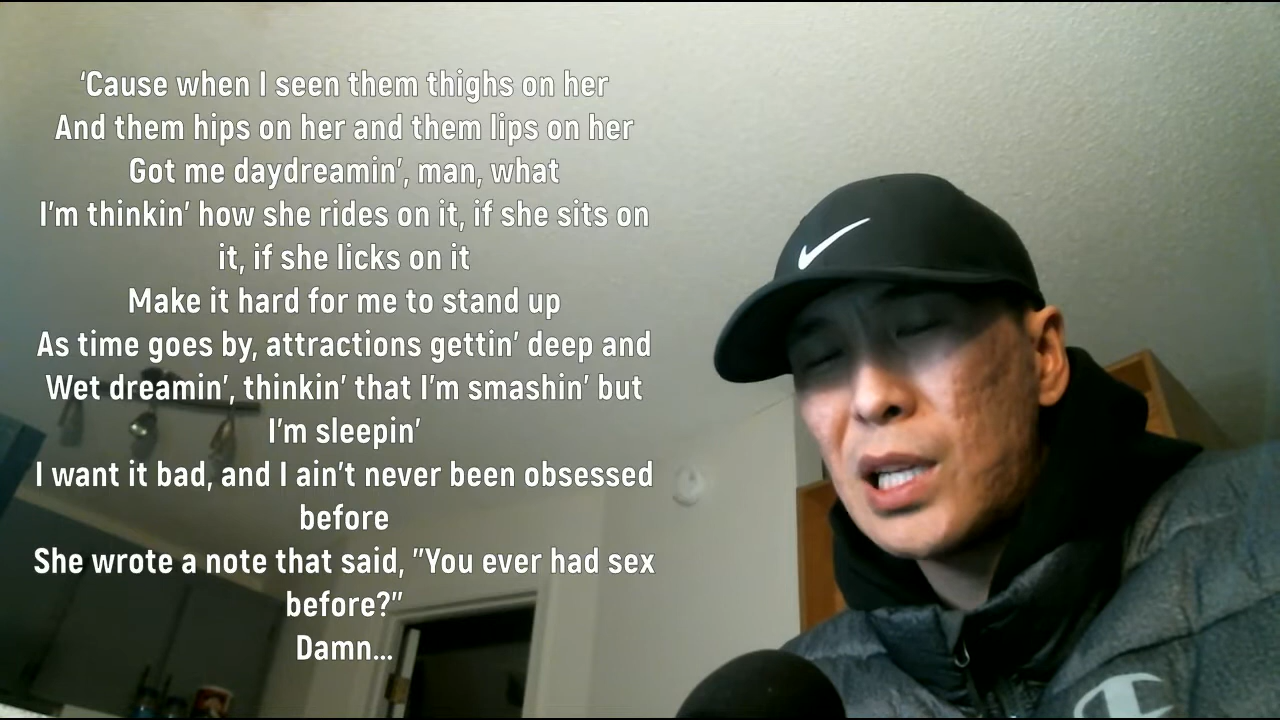 ‘Cause when I seen them thighs on her
And them hips on her and them lips on her
Got me daydreamin’, man, what
I’m thinkin’ how she rides on it, if she sits on
it, if she licks on it
Make it hard for me to stand up
As time goes by, attractions gettin’ deep and
Wet dreamin’, thinkin’ that I’m smashin’ but
I’m sleepin’
I want it bad, and I ain’t never been obsessed
before
She wrote a note that said, "You ever had sex
before?"
Damn...